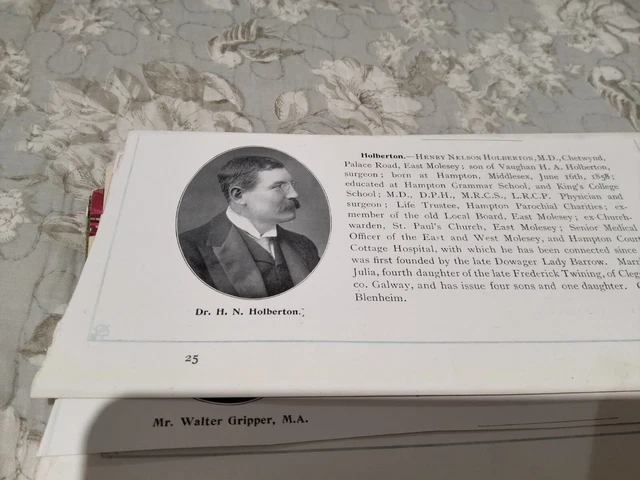 Holberton.—HENRY NELSON HOLBERTON, M.D., Chetwynd,
Palace Road, East Molesey; son of Vaughan H. A. Holberton,
surgeon; born at Hampton, Middlesex, June 16th,
educated at Hampton Grammar School, and King's College
School; M.D., D.P.H., M.R.C.S., L.R.C.P. Physician and
surgeon; Life Trustee, Hampton Parochial Charities; ex-
member of the old Local Board, East Molesey; ex-Church-
warden, St. Paul's Church, East Molesey; Senior Medical
Officer of the East and West Molesey, and Hampton Cour
Cottage Hospital, with which he has been connected since
was first founded by the late Dowager Lady Barrow. Marr
Julia, fourth daughter of the late Frederick Twining, of Cleg
co. Galway, and has issue four sons and one daughter.
Blenheim.
Dr. H. N. Holberton.
25
Mr. Walter Gripper, M.A.